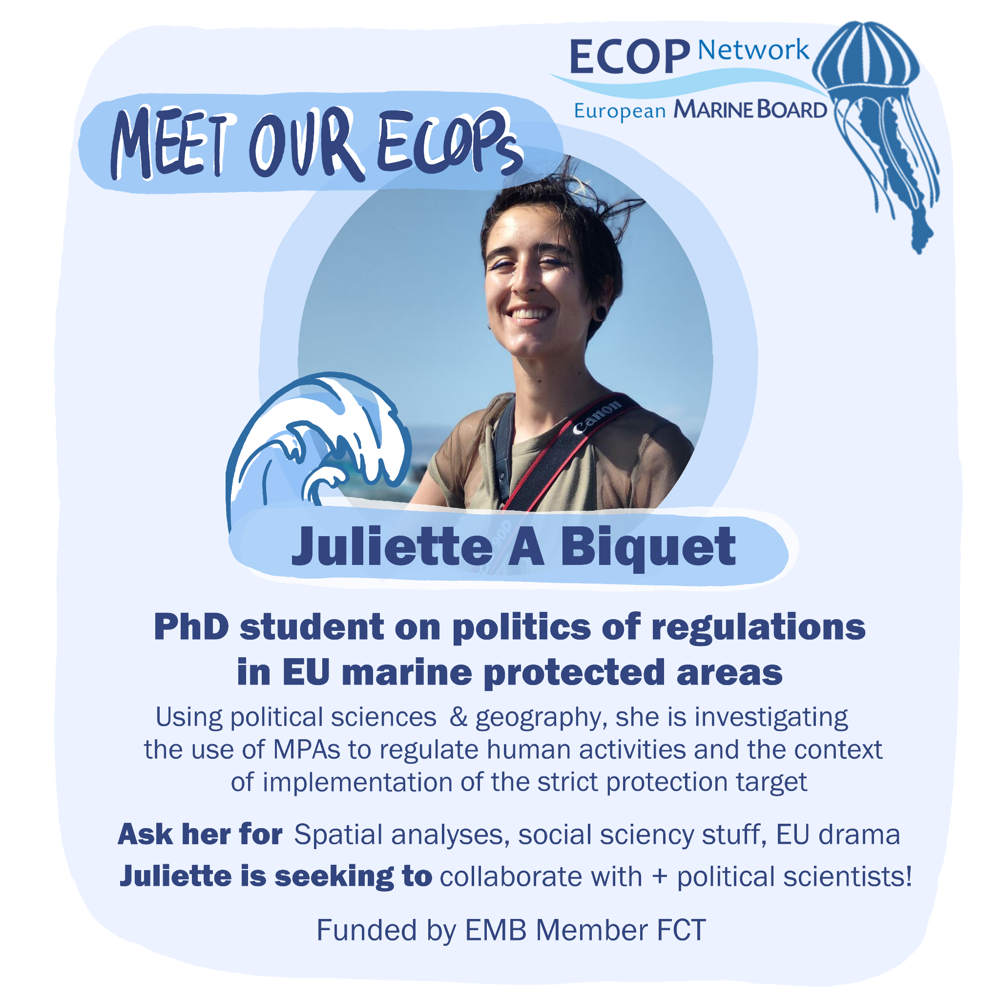 ECOP Network
European MARINE BOARD
MEET OUR ECOPs
Canon
90D
Juliette A Biquet
PhD student on politics of regulations
in EU marine protected areas
Using political sciences & geography, she is investigating
the use of MPAs to regulate human activities and the context
of implementation of the strict protection target
Ask her for Spatial analyses, social sciency stuff, EU drama
Juliette is seeking to collaborate with + political scientists!
Funded by EMB Member FCT